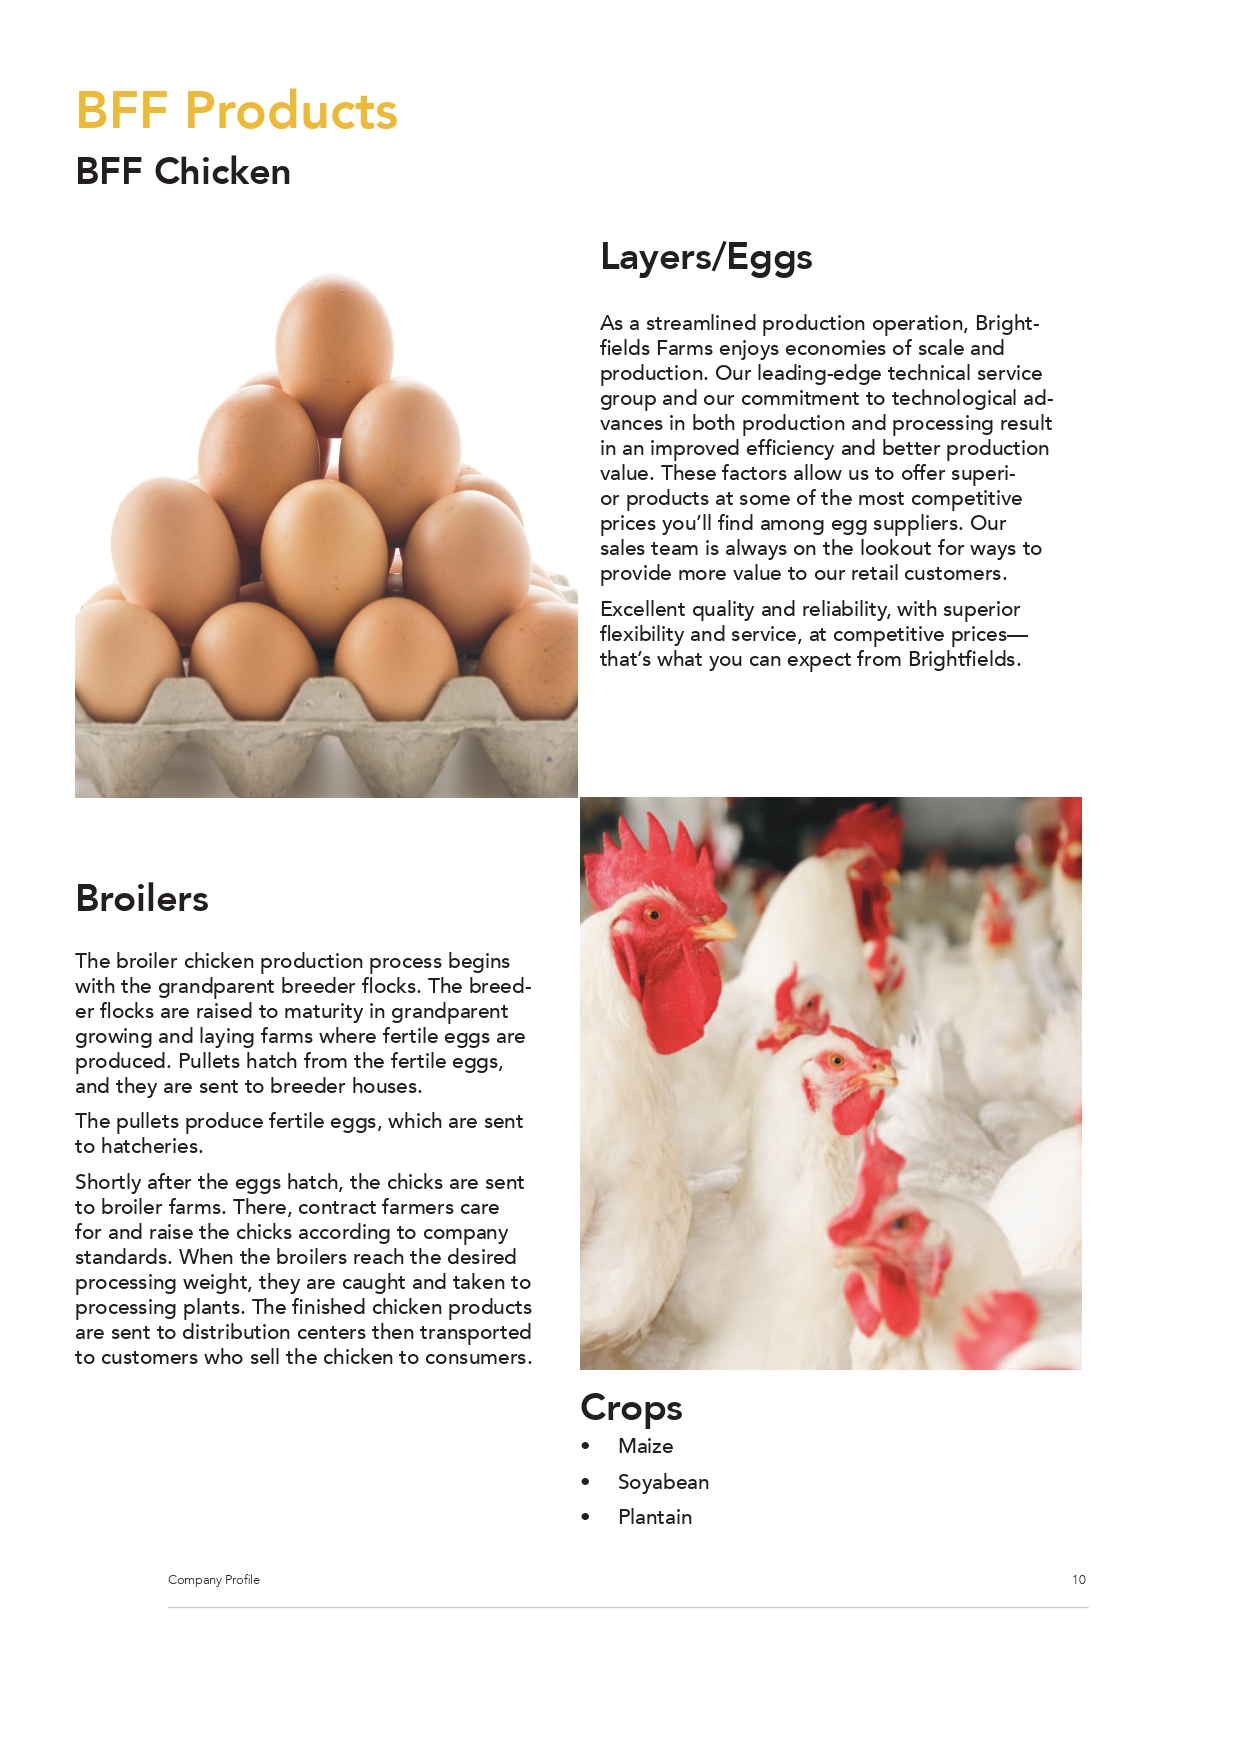 BFF Products
BFF Chicken
Layers/Eggs
As a streamlined production operation, Bright-
fields Farms enjoys economies of scale and
production. Our leading-edge technical service
group and our commitment to technological ad-
vances in both production and processing result
in an improved efficiency and better production
value. These factors allow us to offer superi-
or products at some of the most competitive
prices you’ll find among egg suppliers. Our
sales team is always on the lookout for ways to
provide more value to our retail customers.
Excellent quality and reliability, with superior
flexibility and service, at competitive prices—
that’s what you can expect from Brightfields.
Broilers
The broiler chicken production process begins
with the grandparent breeder flocks. The breed-
er flocks are raised to maturity in grandparent
growing and laying farms where fertile eggs are
produced. Pullets hatch from the fertile eggs,
and they are sent to breeder houses.
The pullets produce fertile eggs, which are sent
to hatcheries.
Shortly after the eggs hatch, the chicks are sent
to broiler farms. There, contract farmers care
for and raise the chicks according to company
standards. When the broilers reach the desired
processing weight, they are caught and taken to
processing plants. The finished chicken products
are sent to distribution centers then transported
to customers who sell the chicken to consumers.
Crops
• Maize
• Soyabean
• Plantain
Company Profile 10